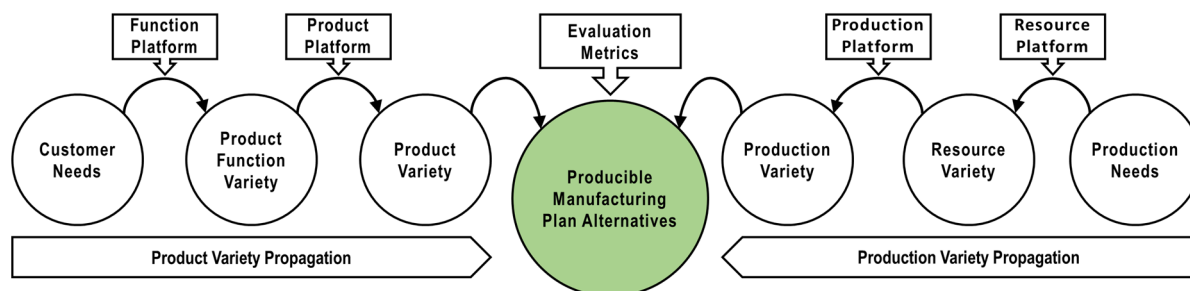 Function
Platform
Product
Platform
Evaluation
Metrics
Production
Platform
Resource
Platform
Customer
Needs
Product
Function
Variety
Product
Variety
Producible
Manufacturing
Plan Alternatives
Production
Variety
Resource
Variety
Production
Needs
Product Variety Propagation
Production Variety Propagation